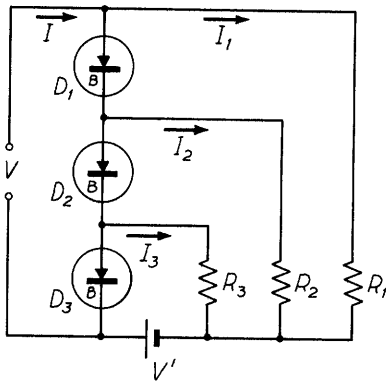 I I₁
D₁ B
I₂
V
D₂ B
I₃
D₃ B R₃ R₂ R₁
V'